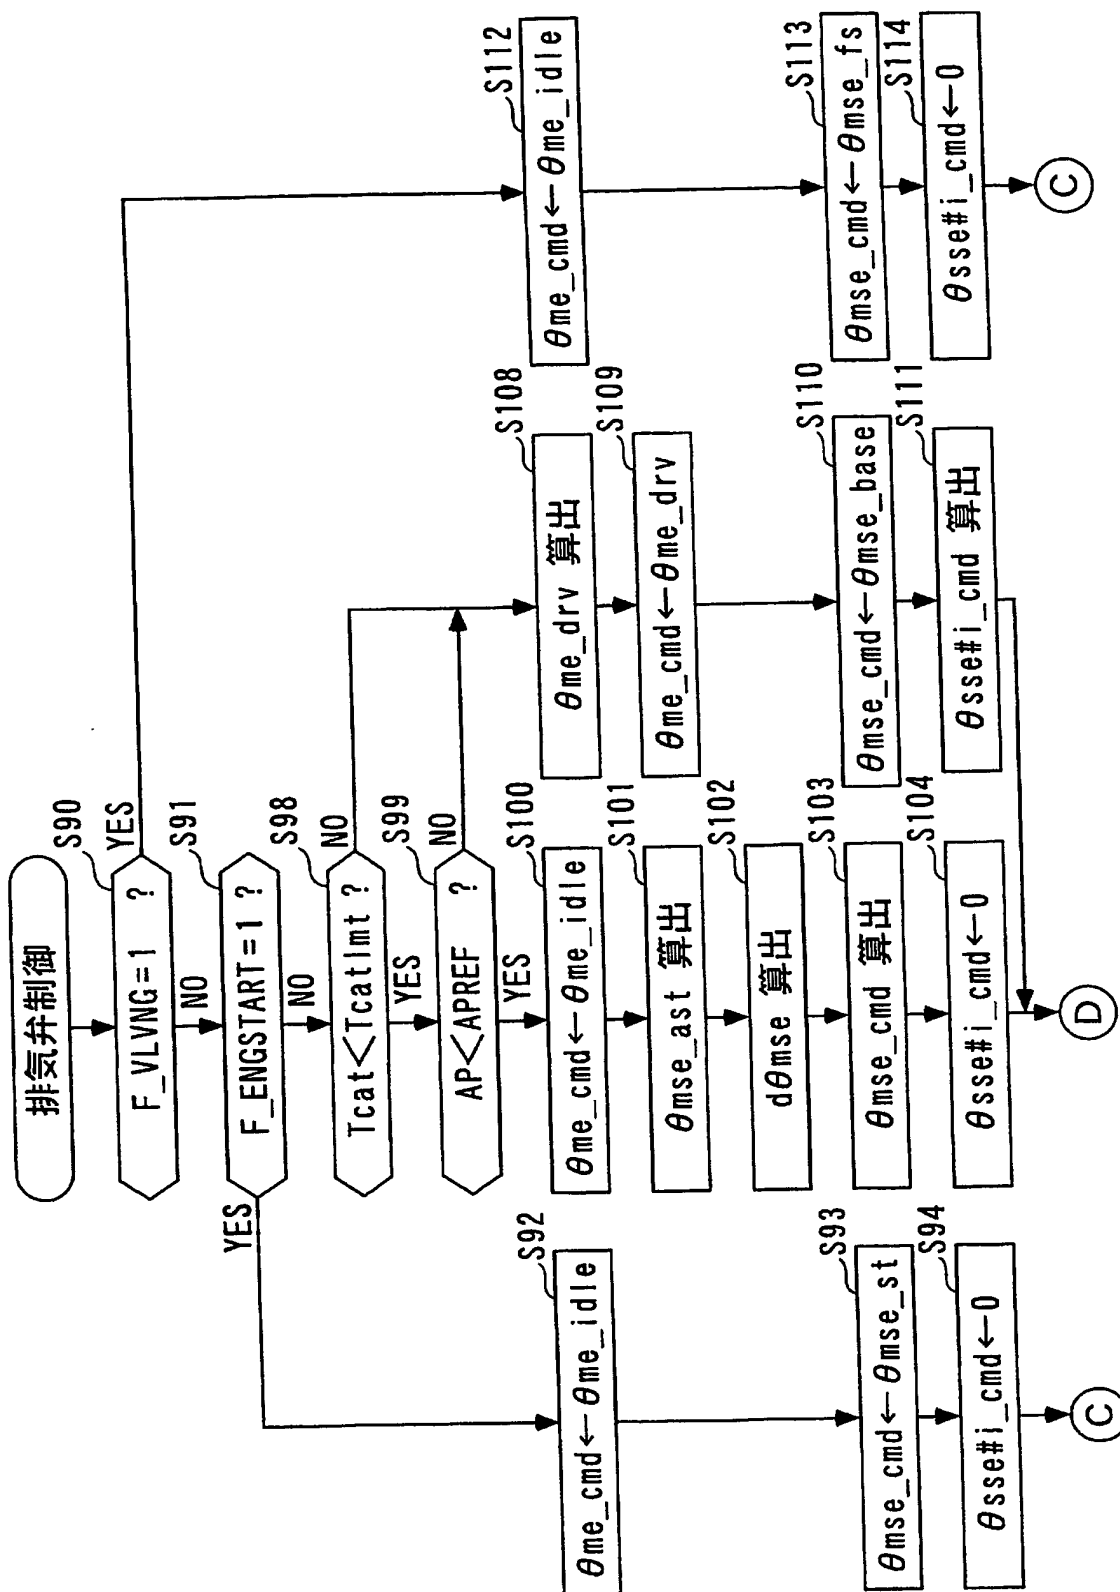 排気弁制御
S90
F_VLVNG=1 ?
YES
NO
S91
F_ENGSTART=1 ?
YES
NO
S98
Tcat<Tcatlmt ?
NO
YES
S99
AP<APREF ?
NO
YES
S92
θme_cmd←θme_idle
S93
θmse_cmd←θmse_st
S94
θsse#i_cmd←0
C
S100
θme_cmd←θme_idle
S101
θmse_ast 算出
S102
dθmse 算出
S103
θmse_cmd 算出
S104
θsse#i_cmd←0
D
S108
θme_drv 算出
S109
θme_cmd←θme_drv
S110
θmse_cmd←θmse_base
S111
θsse#i_cmd 算出
S112
θme_cmd←θme_idle
S113
θmse_cmd←θmse_fs
S114
θsse#i_cmd←0
C